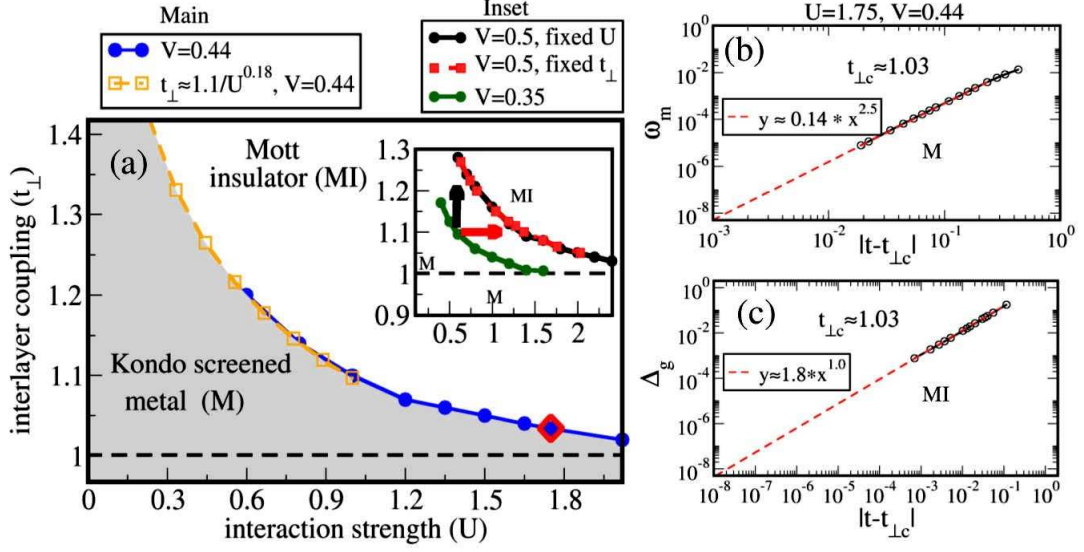 Main
V=0.44
t⊥≈1.1/U^0.18, V=0.44
Inset
V=0.5, fixed U
V=0.5, fixed t⊥
V=0.35
interlayer coupling (t⊥)
1.4
1.3
1.2
1.1
1
(a)
Mott
insulator (MI)
Kondo screened
metal (M)
0
0.3
0.6
0.9
1.2
1.5
1.8
interaction strength (U)
1.3
1.2
1.1
1
0.9
MI
M
M
0.5
1
1.5
2
U=1.75, V=0.44
(b)
t⊥c≈1.03
ω_m
10^0
10^-2
10^-4
10^-6
10^-8
y ≈ 0.14 * x^2.5
M
10^-3
10^-2
10^-1
10^0
|t-t⊥c|
(c)
t⊥c≈1.03
Δ_g
10^0
10^-2
10^-4
10^-6
10^-8
y≈1.8*x^1.0
MI
10^-8
10^-7
10^-6
10^-5
10^-4
10^-3
10^-2
10^-1
10^0
|t-t⊥c|